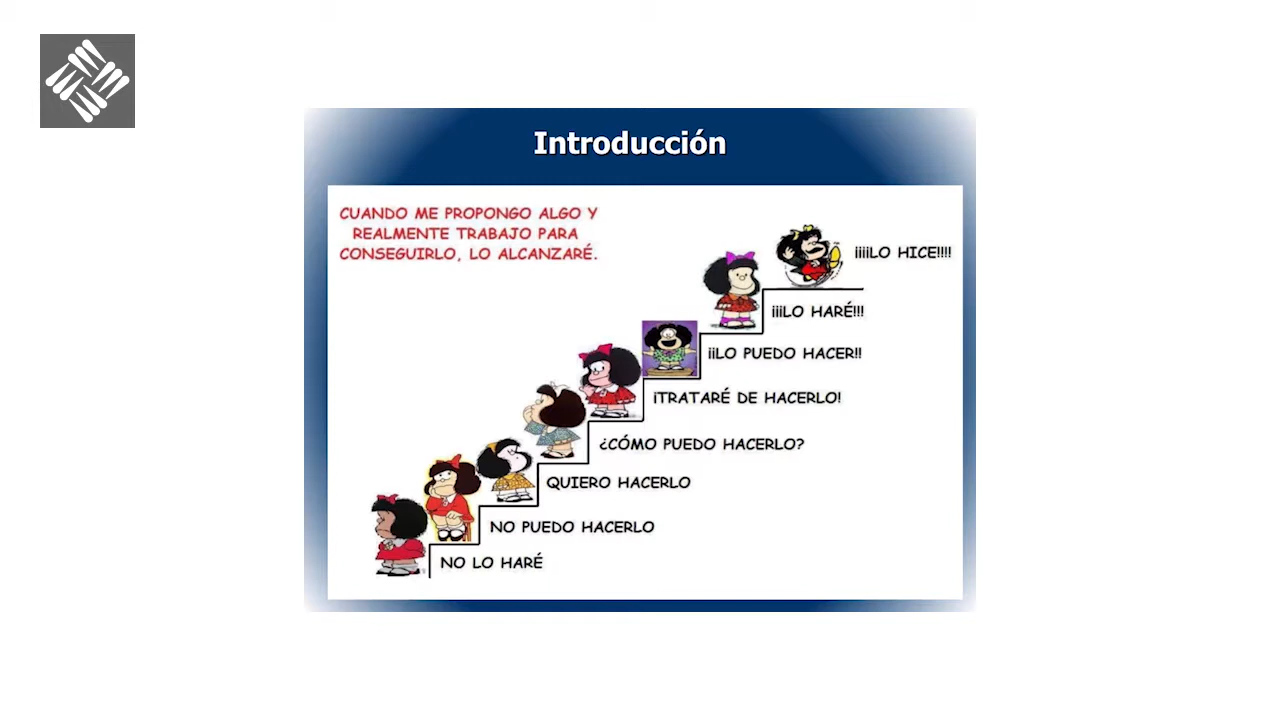 Introducción
CUANDO ME PROPONGO ALGO Y
REALMENTE TRABAJO PARA
CONSEGUIRLO, LO ALCANZARÉ.
¡¡¡¡LO HICE!!!!
¡¡¡LO HARÉ!!!
¡¡LO PUEDO HACER!!
¡TRATARÉ DE HACERLO!
¿CÓMO PUEDO HACERLO?
QUIERO HACERLO
NO PUEDO HACERLO
NO LO HARÉ